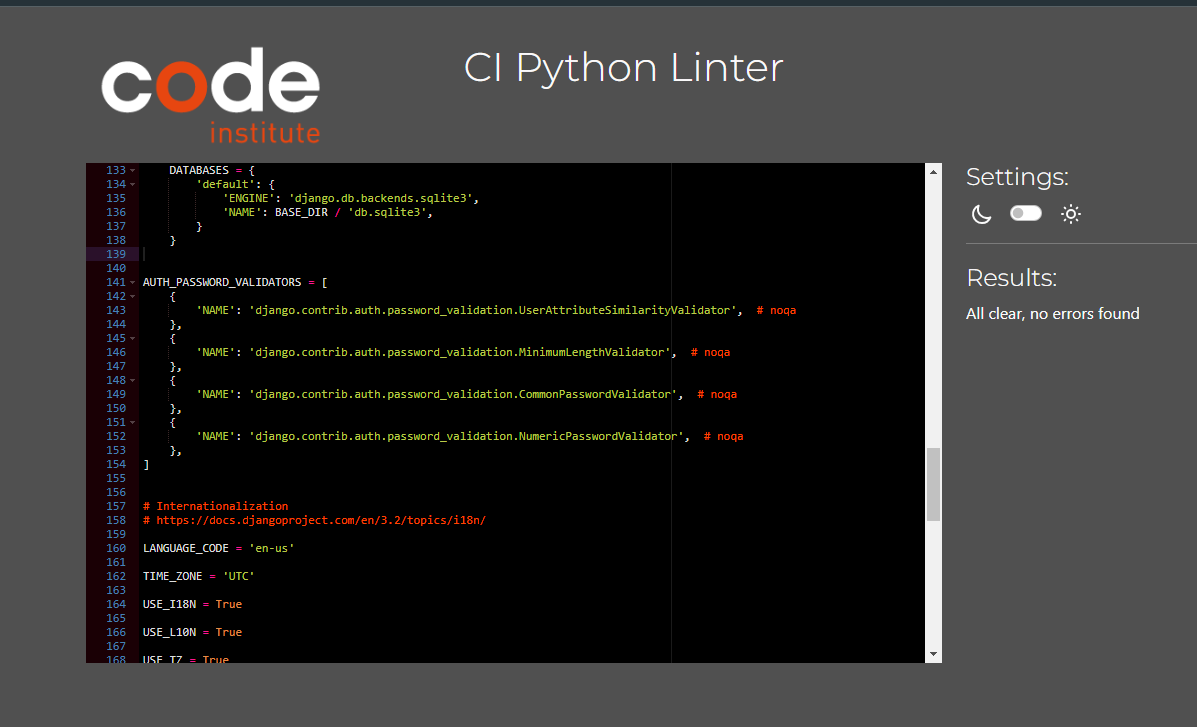 code
institute
CI Python Linter
133 DATABASES = {
134 'default': {
135 'ENGINE': 'django.db.backends.sqlite3',
136 'NAME': BASE_DIR / 'db.sqlite3',
137 }
138 }
139
140
141 AUTH_PASSWORD_VALIDATORS = [
142 {
143 'NAME': 'django.contrib.auth.password_validation.UserAttributeSimilarityValidator', # noqa
144 },
145 {
146 'NAME': 'django.contrib.auth.password_validation.MinimumLengthValidator', # noqa
147 },
148 {
149 'NAME': 'django.contrib.auth.password_validation.CommonPasswordValidator', # noqa
150 },
151 {
152 'NAME': 'django.contrib.auth.password_validation.NumericPasswordValidator', # noqa
153 },
154 ]
155
156
157 # Internationalization
158 # https://docs.djangoproject.com/en/3.2/topics/i18n/
159
160 LANGUAGE_CODE = 'en-us'
161
162 TIME_ZONE = 'UTC'
163
164 USE_I18N = True
165
166 USE_L10N = True
167
168 USE_TZ = True
Settings:
Results:
All clear, no errors found